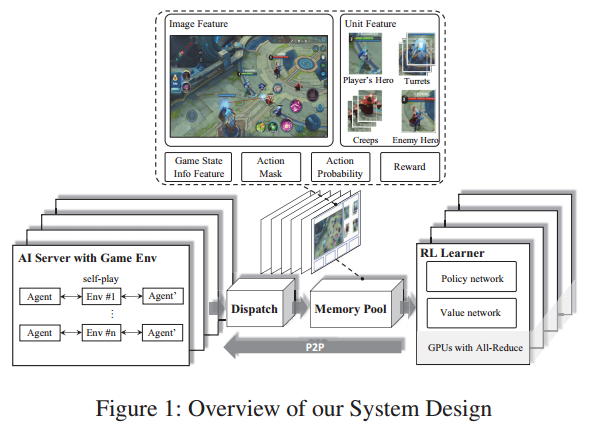 Image Feature
Unit Feature
Player's Hero
Turrets
Creeps
Enemy Hero
Game State
Info Feature
Action
Mask
Action
Probability
Reward
AI Server with Game Env
self-play
Agent
Env #1
Agent'
⋮
Agent
Env #n
Agent'
Dispatch
Memory Pool
RL Learner
Policy network
Value network
GPUs with All-Reduce
P2P
Figure 1: Overview of our System Design